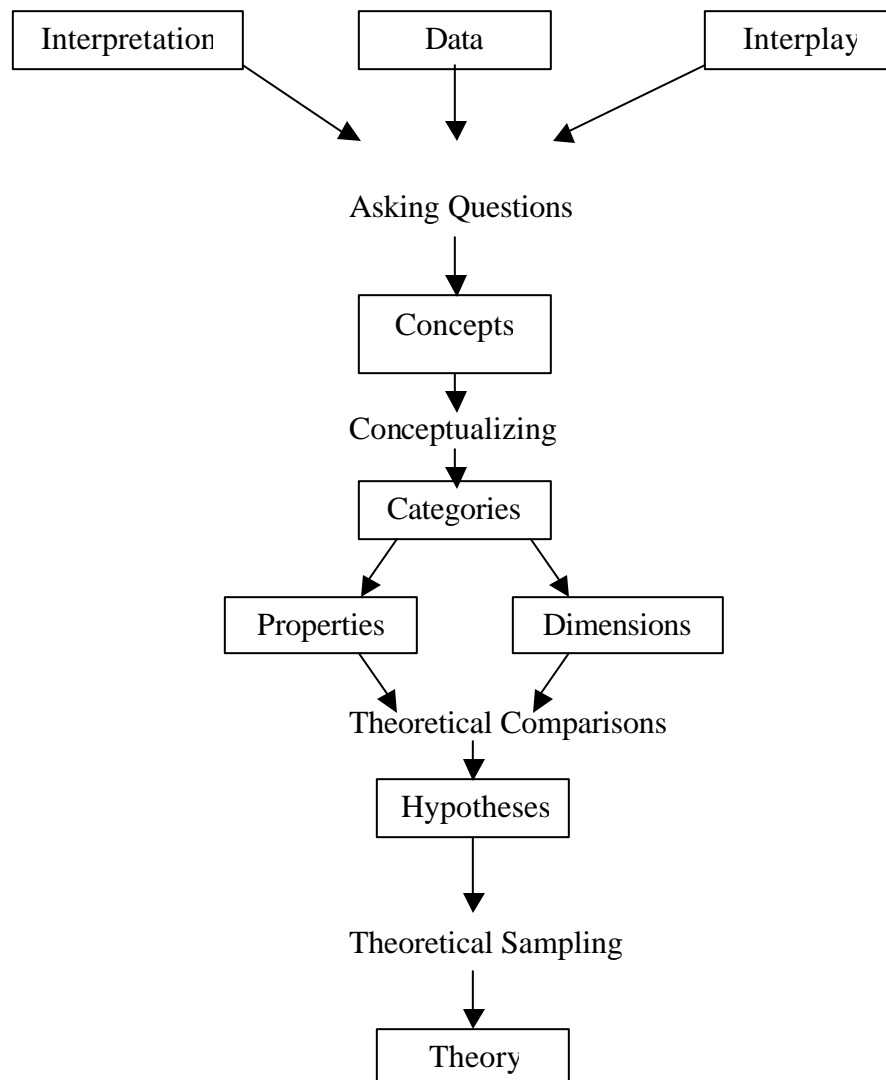 Interpretation
Data
Interplay
Asking Questions
Concepts
Conceptualizing
Categories
Properties
Dimensions
Theoretical Comparisons
Hypotheses
Theoretical Sampling
Theory